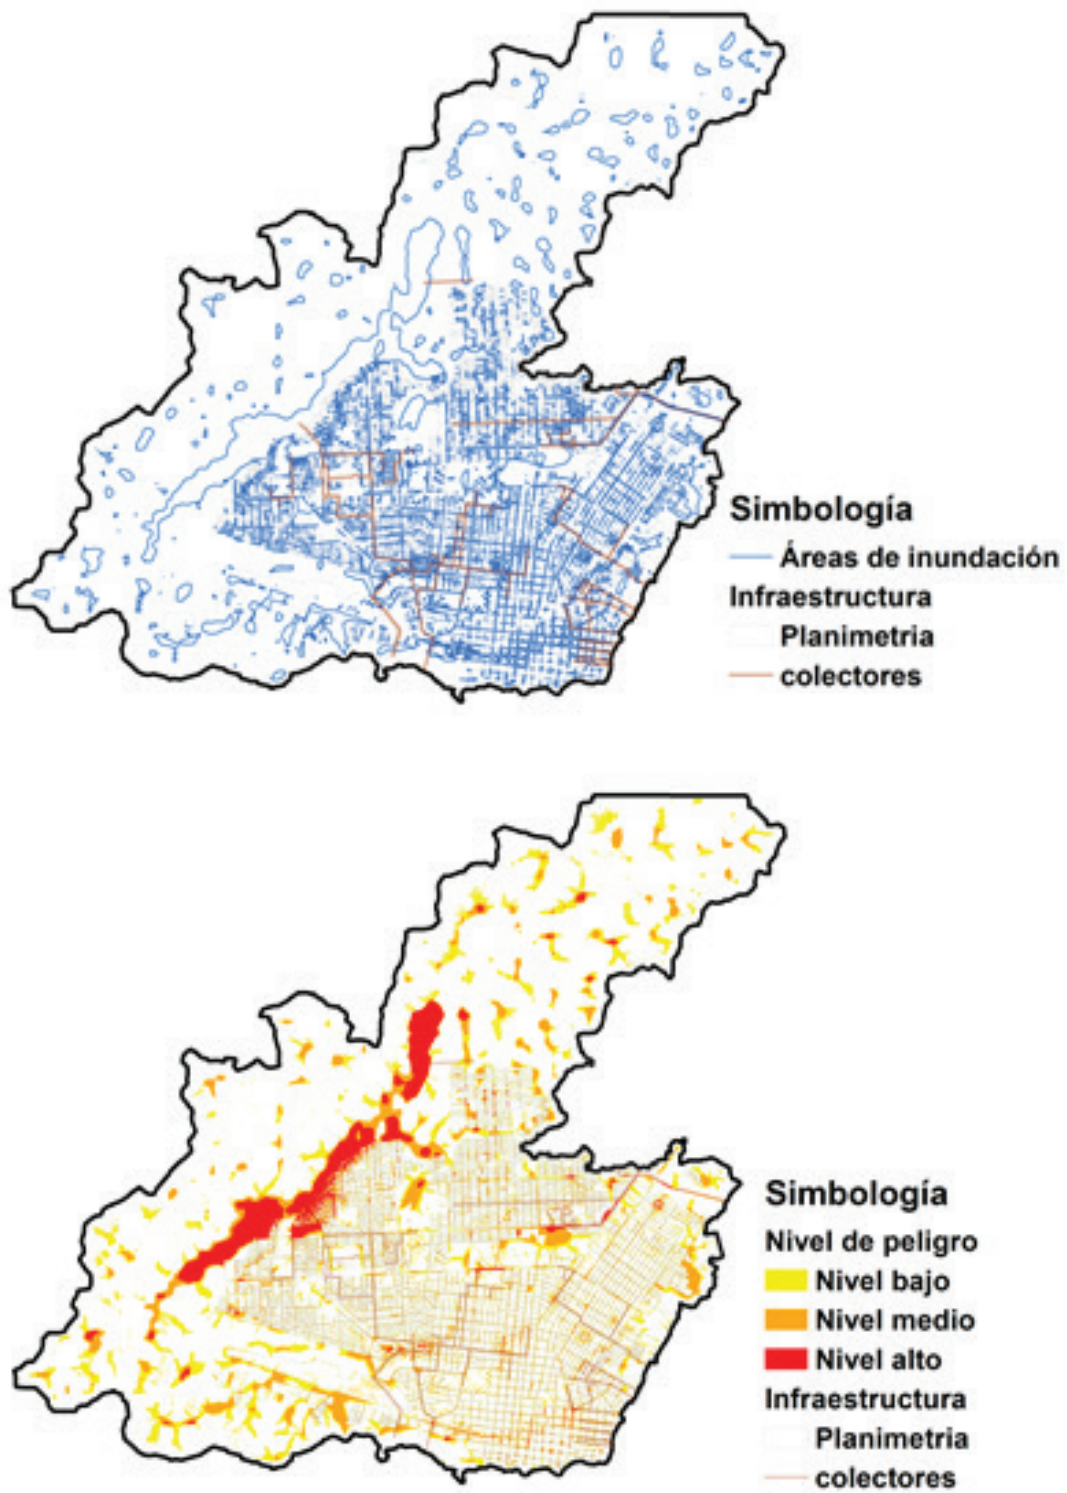 Simbología
Áreas de inundación
Infraestructura
Planimetria
colectores
Simbología
Nivel de peligro
Nivel bajo
Nivel medio
Nivel alto
Infraestructura
Planimetria
colectores